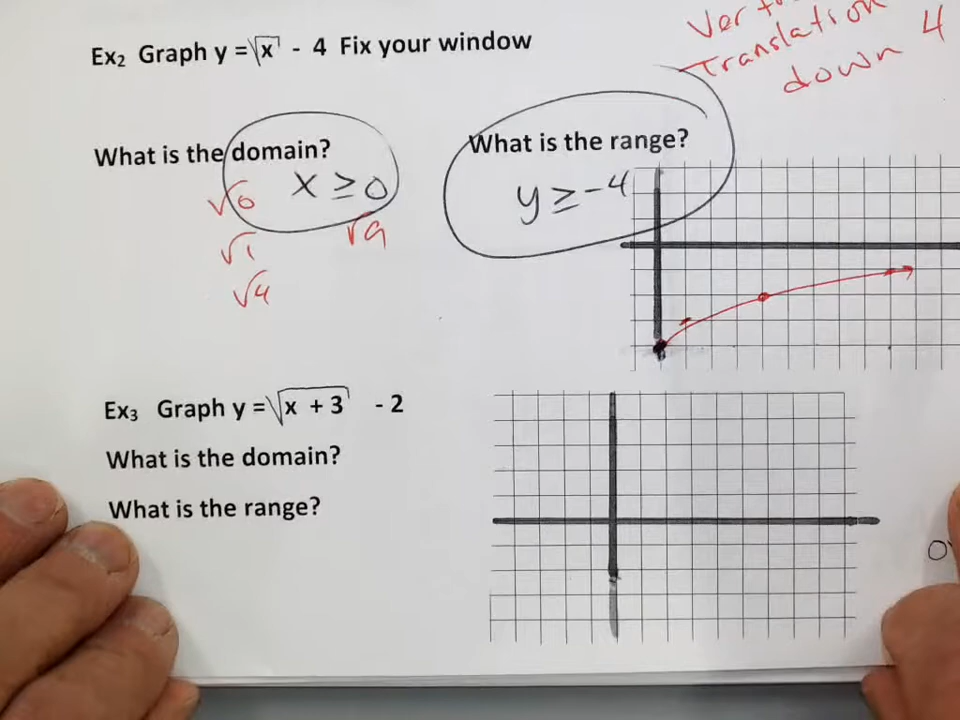 Ex2 Graph y = √x - 4 Fix your window
Translation
down 4
What is the domain?
x ≥ 0
√0
√1
√4
√9
What is the range?
y ≥ -4
Ex3 Graph y = √x + 3 - 2
What is the domain?
What is the range?